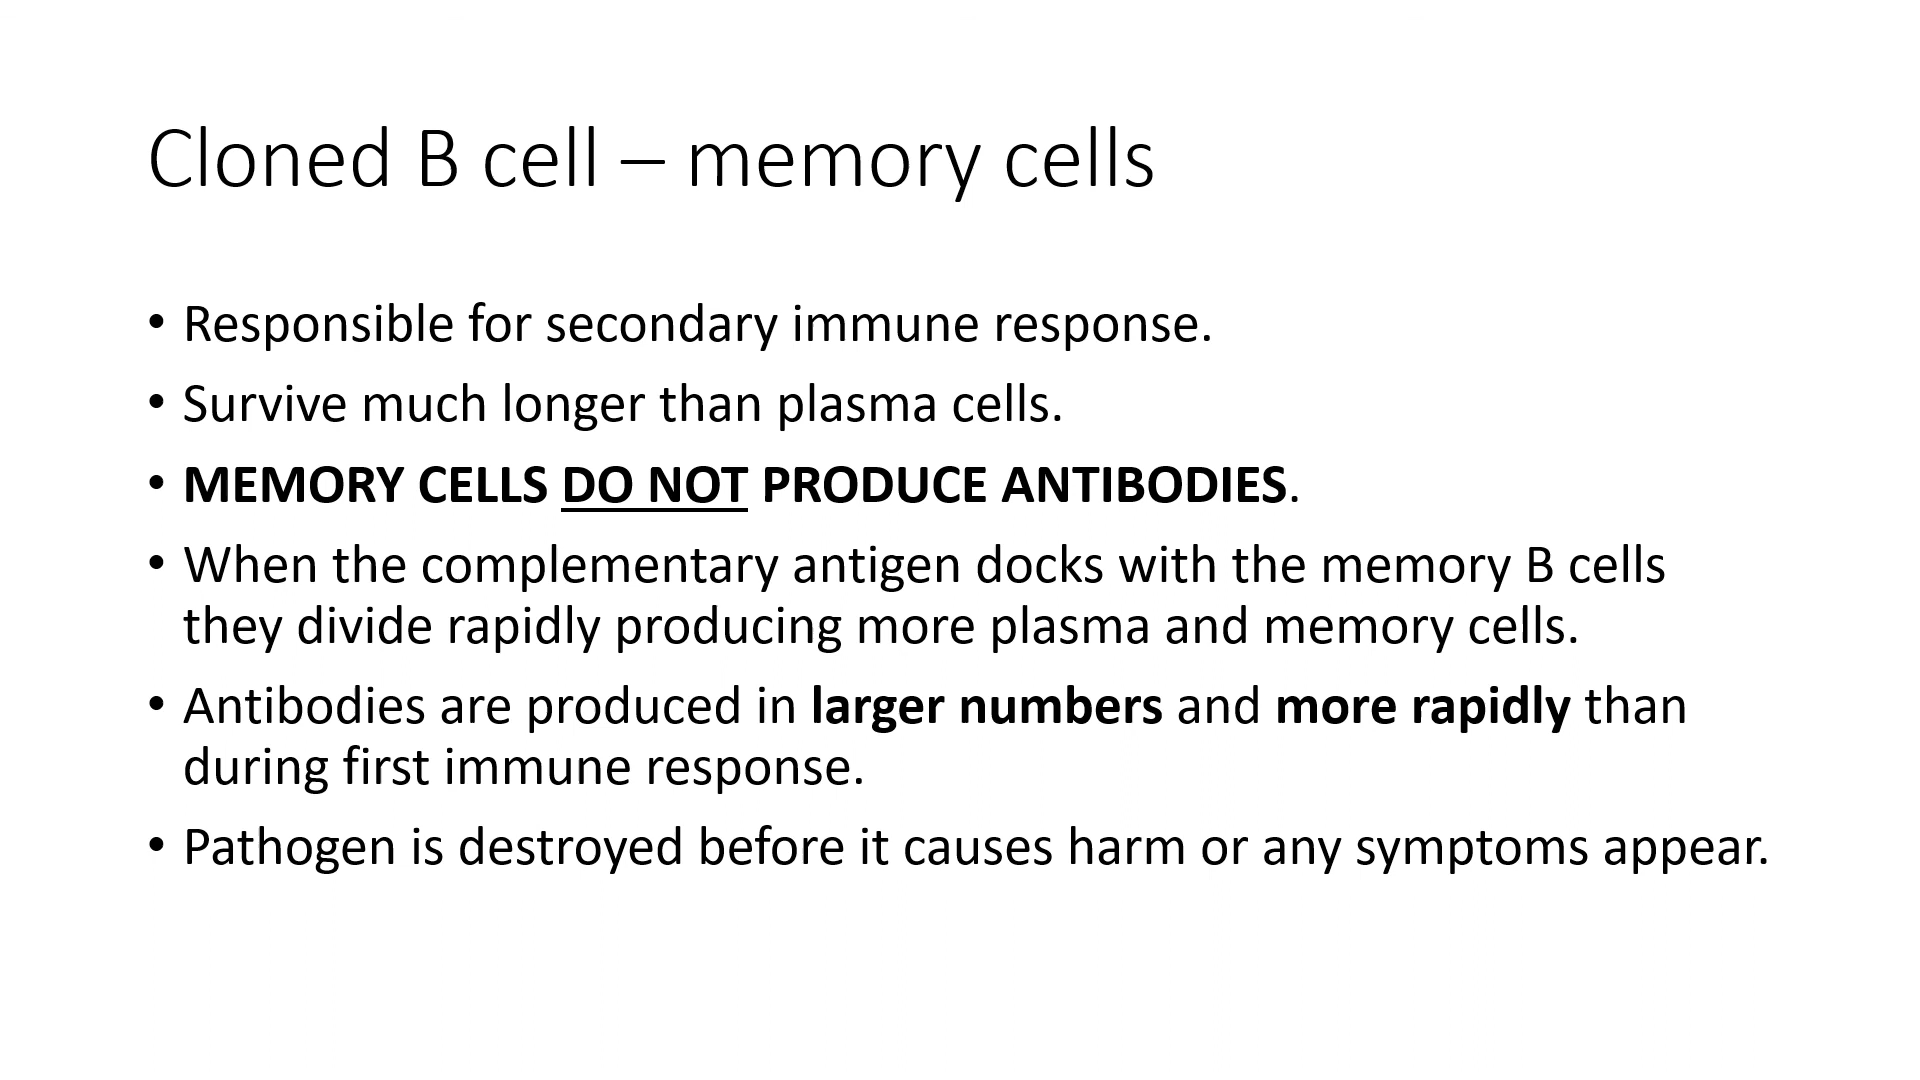 Cloned B cell – memory cells
• Responsible for secondary immune response.
• Survive much longer than plasma cells.
• MEMORY CELLS DO NOT PRODUCE ANTIBODIES.
• When the complementary antigen docks with the memory B cells
they divide rapidly producing more plasma and memory cells.
• Antibodies are produced in larger numbers and more rapidly than
during first immune response.
• Pathogen is destroyed before it causes harm or any symptoms appear.